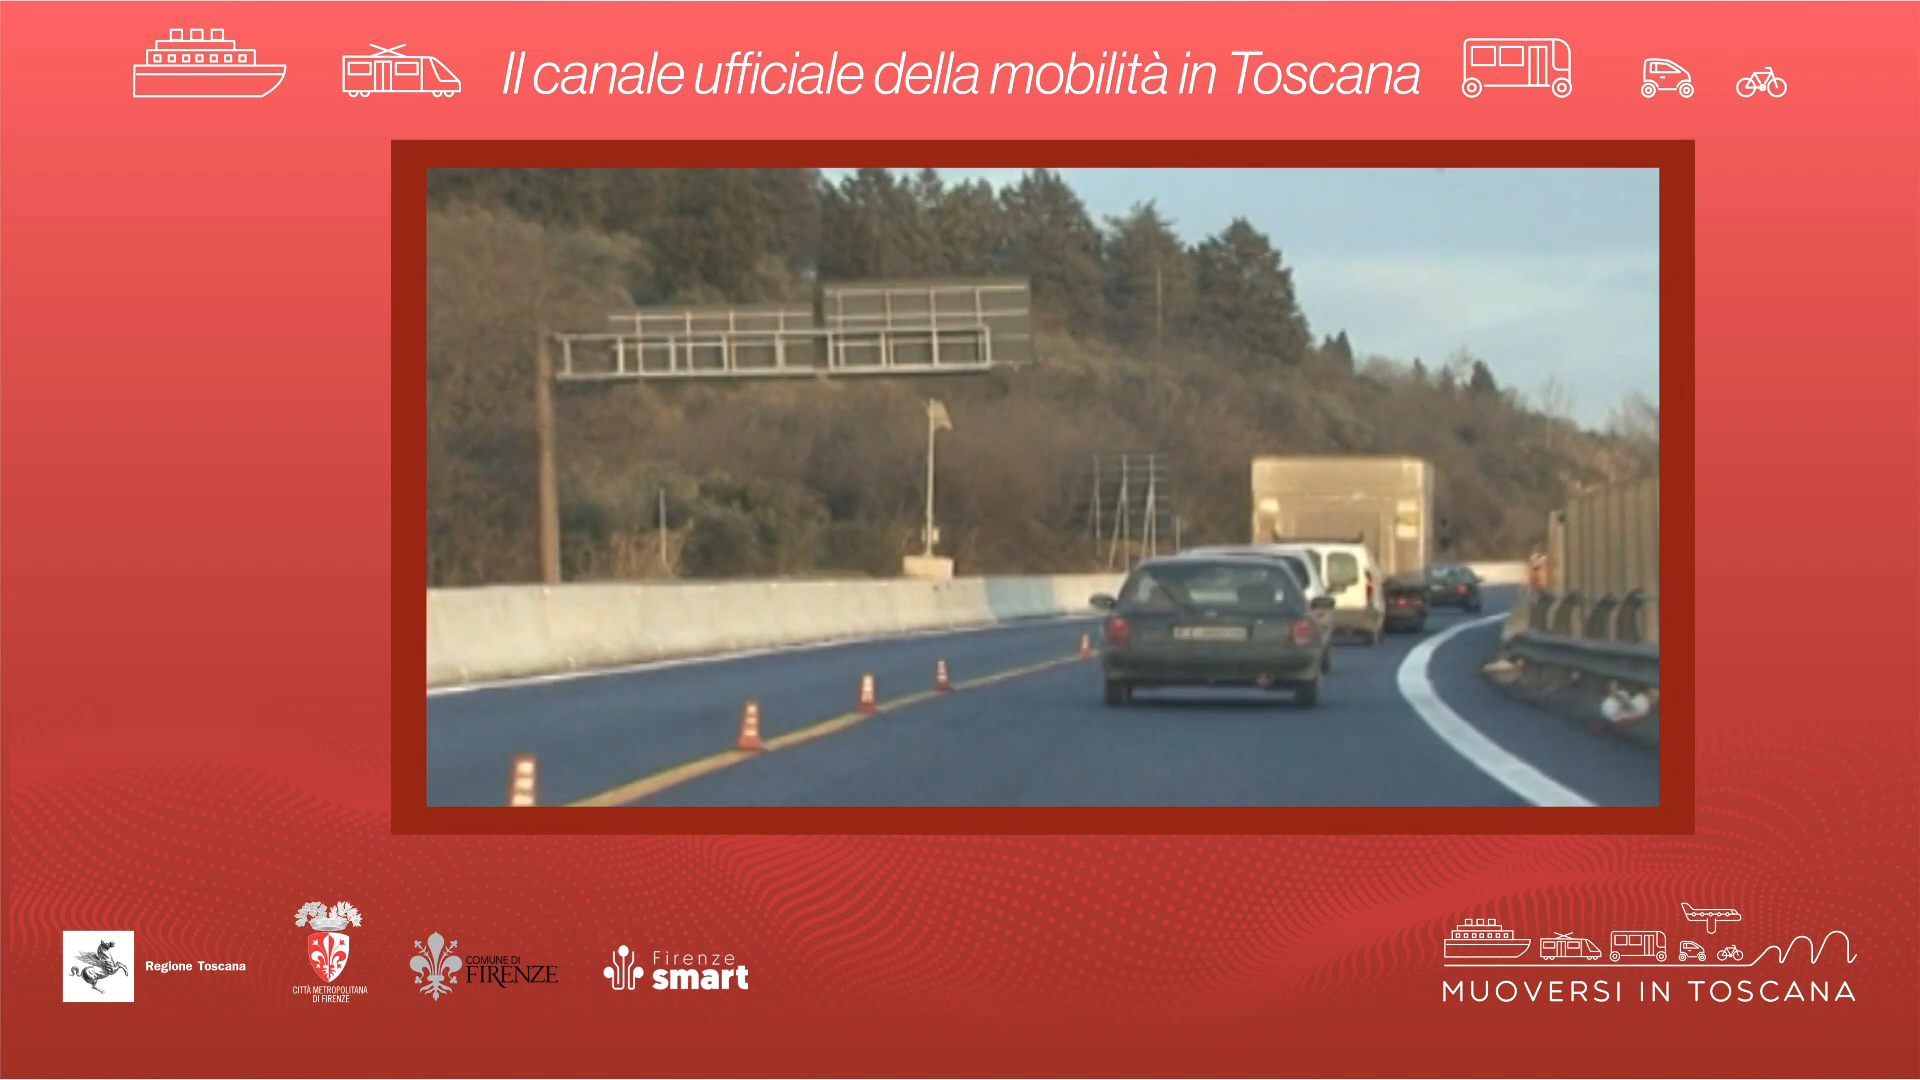 Il canale ufficiale della mobilità in Toscana
Regione Toscana
CITTÀ METROPOLITANA
DI FIRENZE
COMUNE DI
FIRENZE
Firenze
smart
MUOVERSI IN TOSCANA